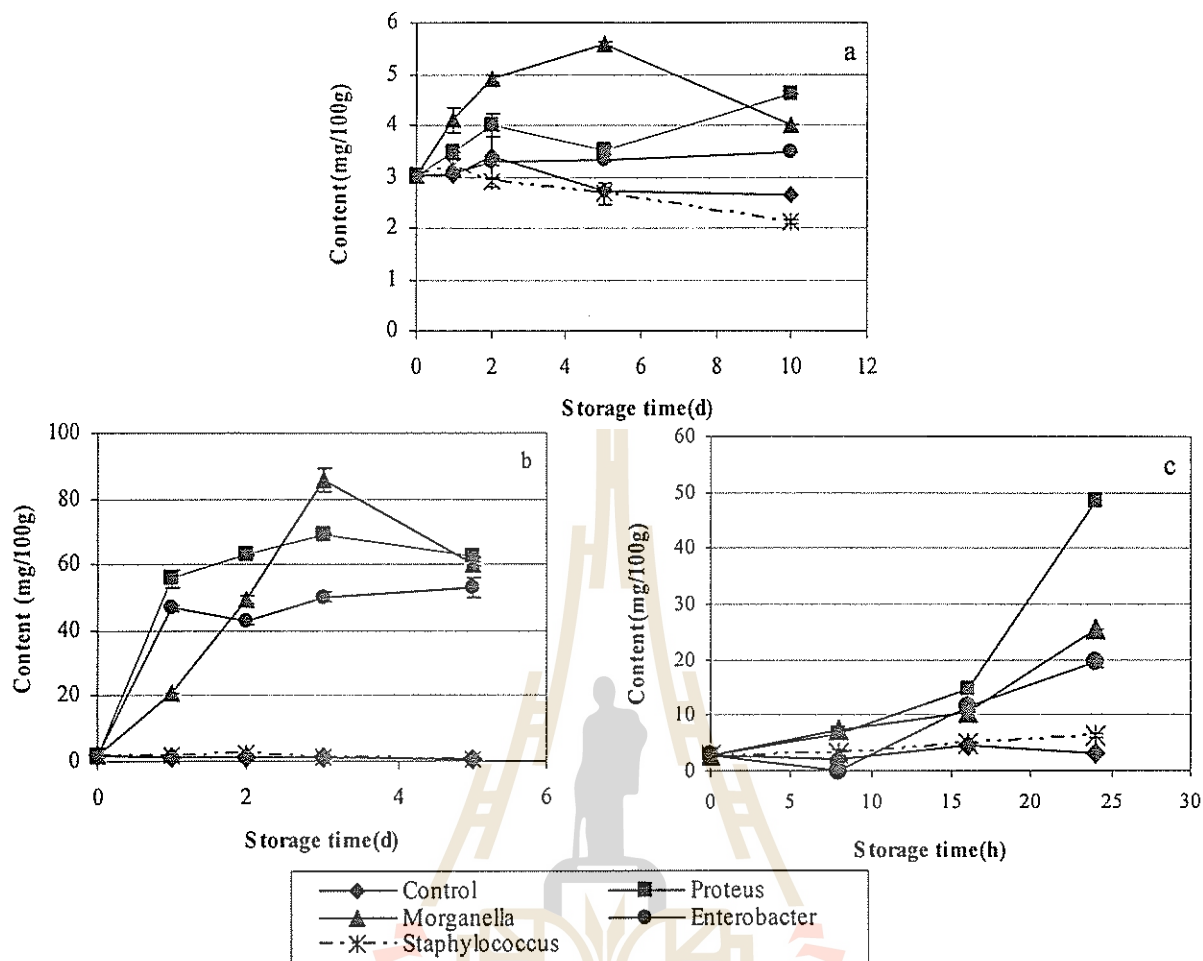 6
5
4
3
2
1
0
Content (mg/100g)
a
0 2 4 6 8 10 12
Storage time(d)
100
80
60
40
20
0
Content (mg/100g)
b
0 2 4 6
Storage time(d)
60
50
40
30
20
10
0
Content(mg/100g)
c
0 5 10 15 20 25 30
Storage time(h)
Control Proteus
Morganella Enterobacter
Staphylococcus